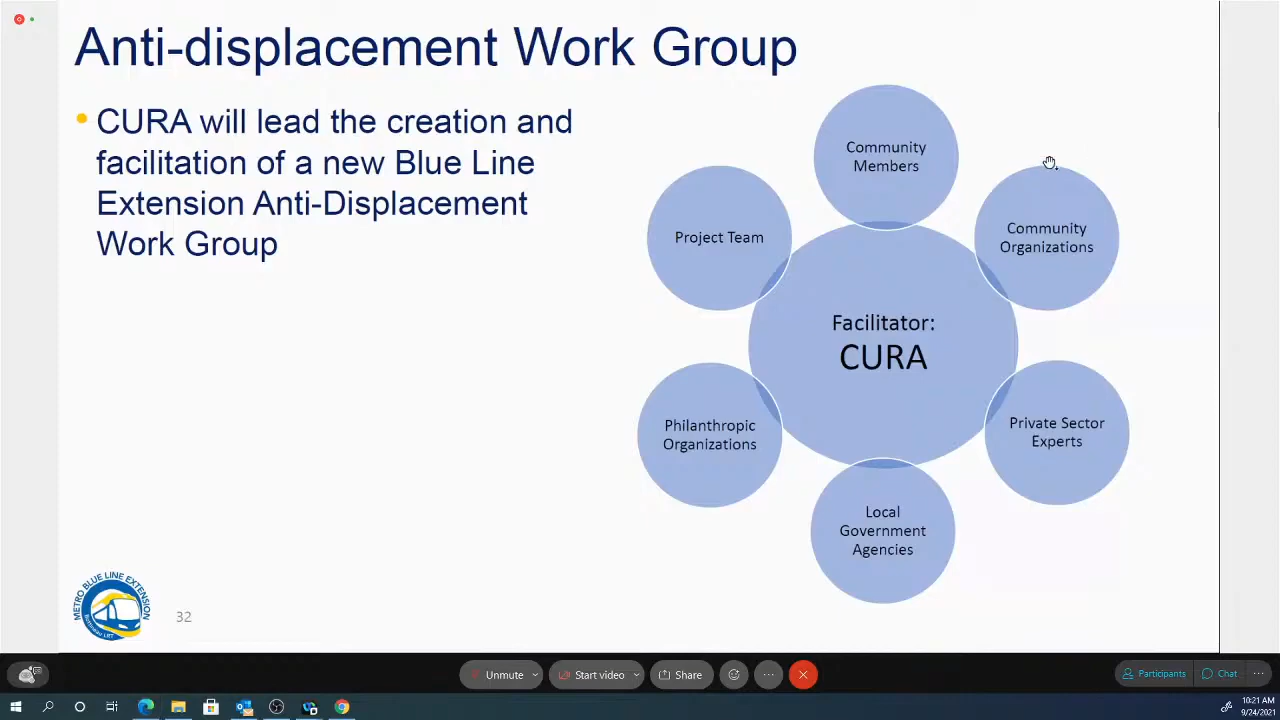 Anti-displacement Work Group
• CURA will lead the creation and
facilitation of a new Blue Line
Extension Anti-Displacement
Work Group
Community
Members
Community
Organizations
Project Team
Facilitator:
CURA
Philanthropic
Organizations
Private Sector
Experts
Local
Government
Agencies
METRO BLUE LINE EXTENSION
Bottineau LRT
32
Unmute
Start video
Share
Participants
Chat
10:21 AM
9/24/2021